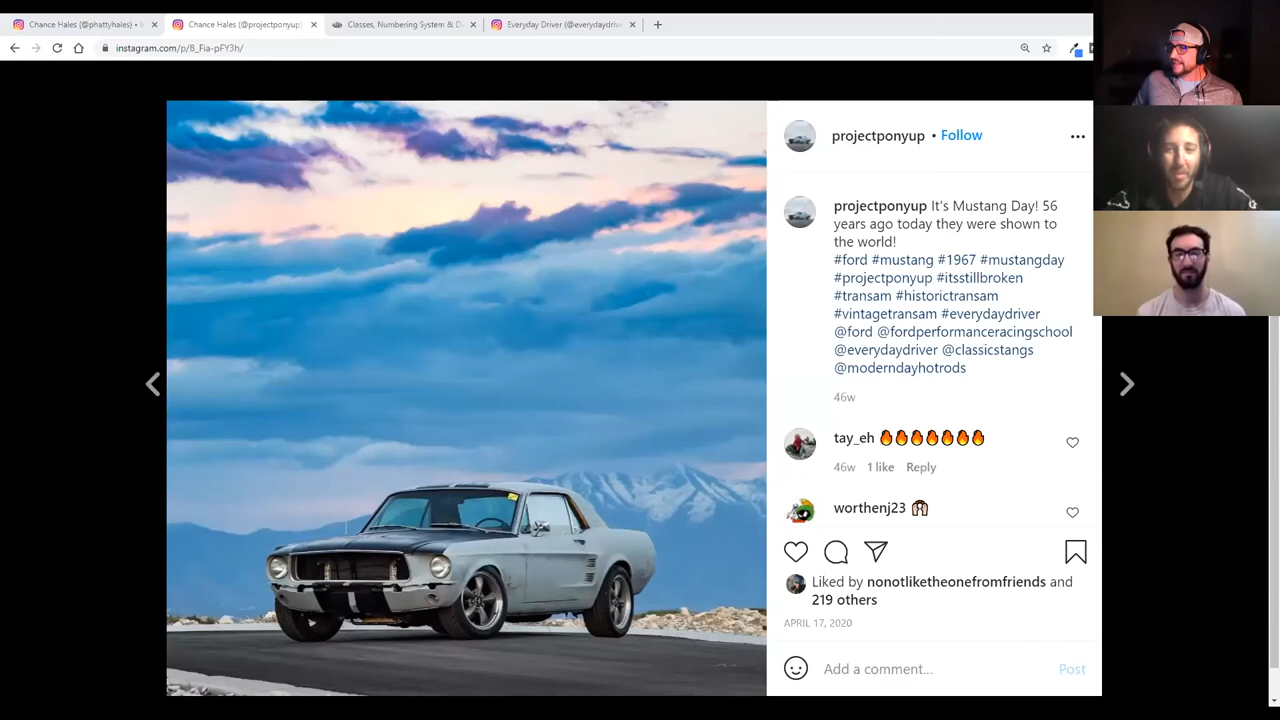 Chance Hales (@phattyhales) •
Chance Hales (@projectponyup)
Classes, Numbering System & D
Everyday Driver (@everydaydriv
instagram.com/p/B_Fia-pFY3h/
projectponyup • Follow
projectponyup It's Mustang Day! 56
years ago today they were shown to
the world!
#ford #mustang #1967 #mustangday
#projectponyup #itsstillbroken
#transam #historictransam
#vintagetransam #everydaydriver
@ford @fordperformanceracingschool
@everydaydriver @classicstangs
@moderndayhotrods
46w
tay_eh 🔥🔥🔥🔥🔥🔥🔥
46w 1 like Reply
worthenj23 🙌
Liked by nonotliketheonefromfriends and
219 others
APRIL 17, 2020
Add a comment... Post